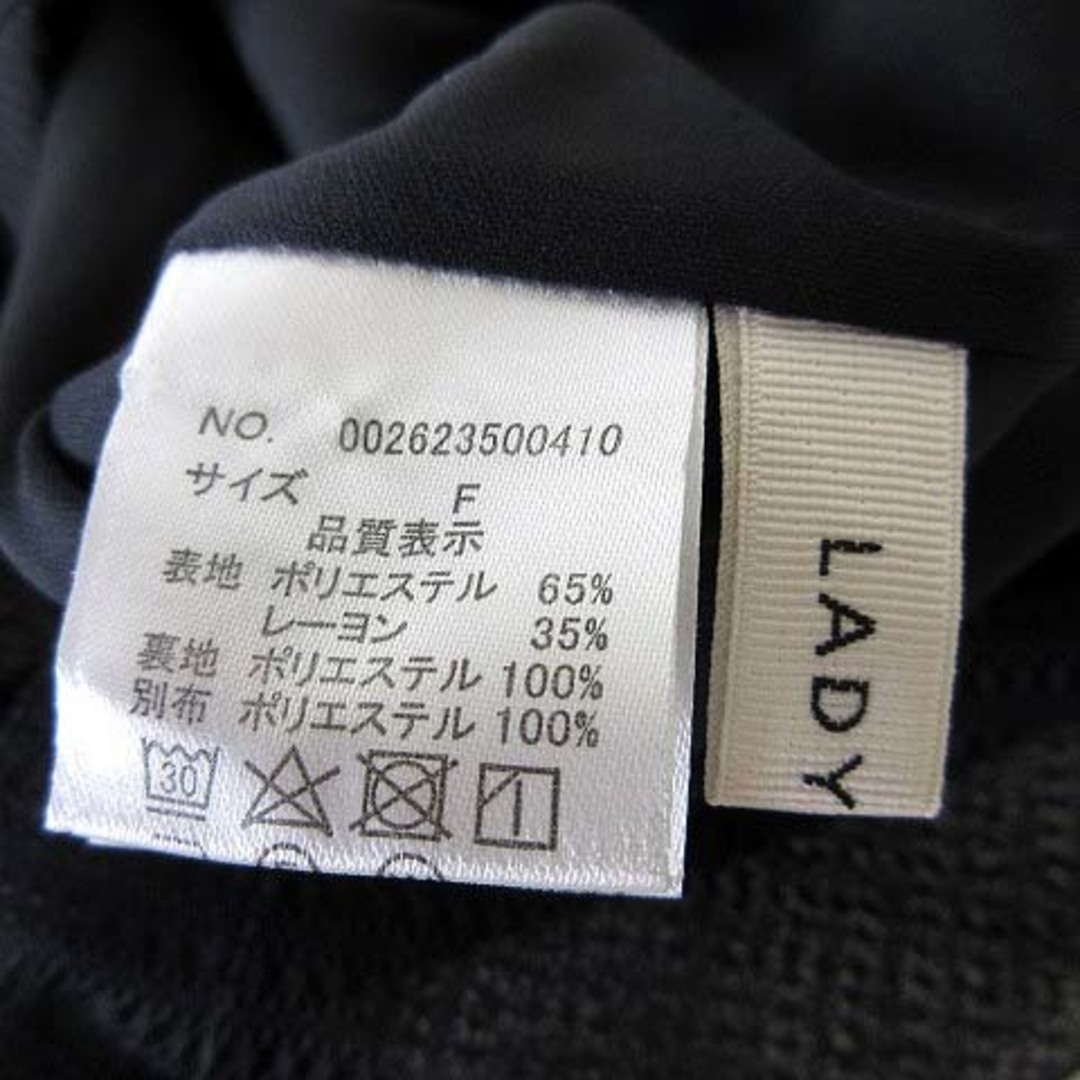 NO. 002623500410
サイズ F
品質表示
表地 ポリエステル 65%
レーヨン 35%
裏地 ポリエステル 100%
別布 ポリエステル 100%
30
LADY